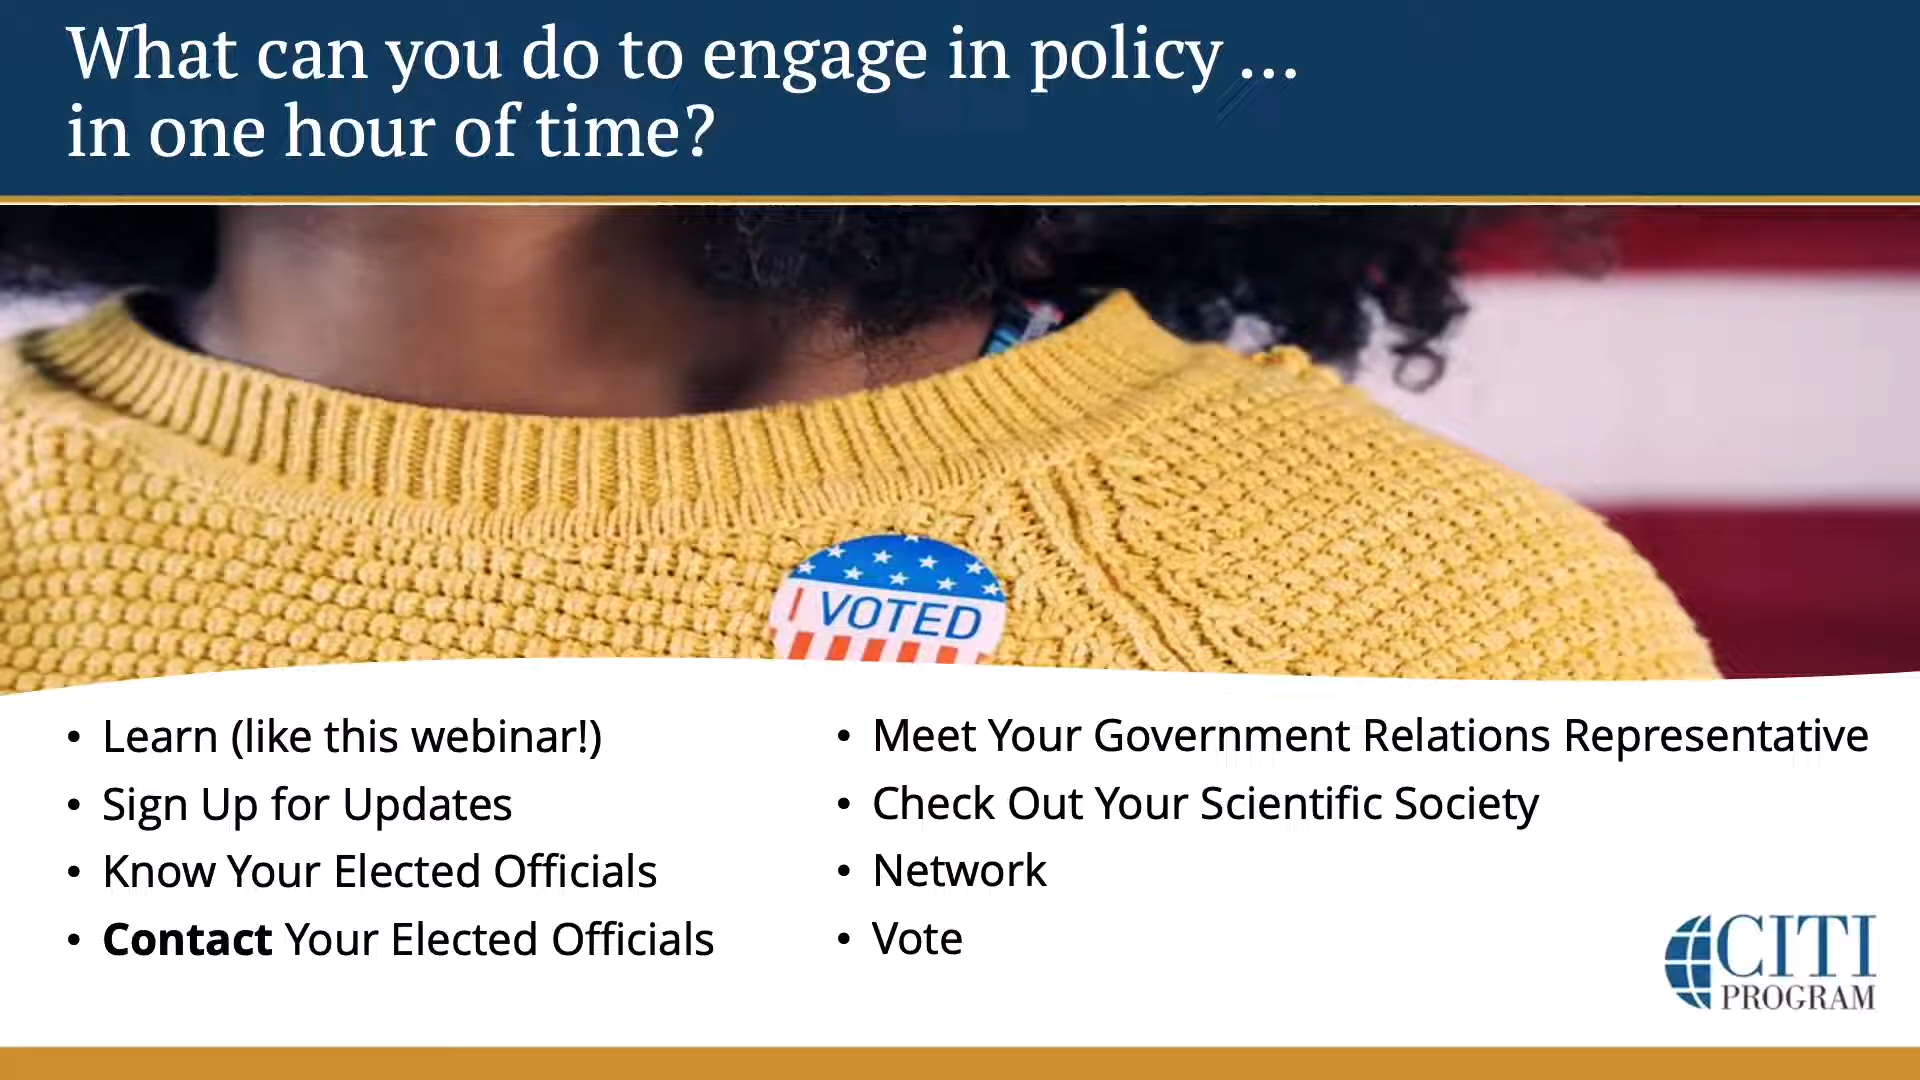 What can you do to engage in policy ...
in one hour of time?
I VOTED
• Learn (like this webinar!)
• Sign Up for Updates
• Know Your Elected Officials
• Contact Your Elected Officials
• Meet Your Government Relations Representative
• Check Out Your Scientific Society
• Network
• Vote
CITI
PROGRAM